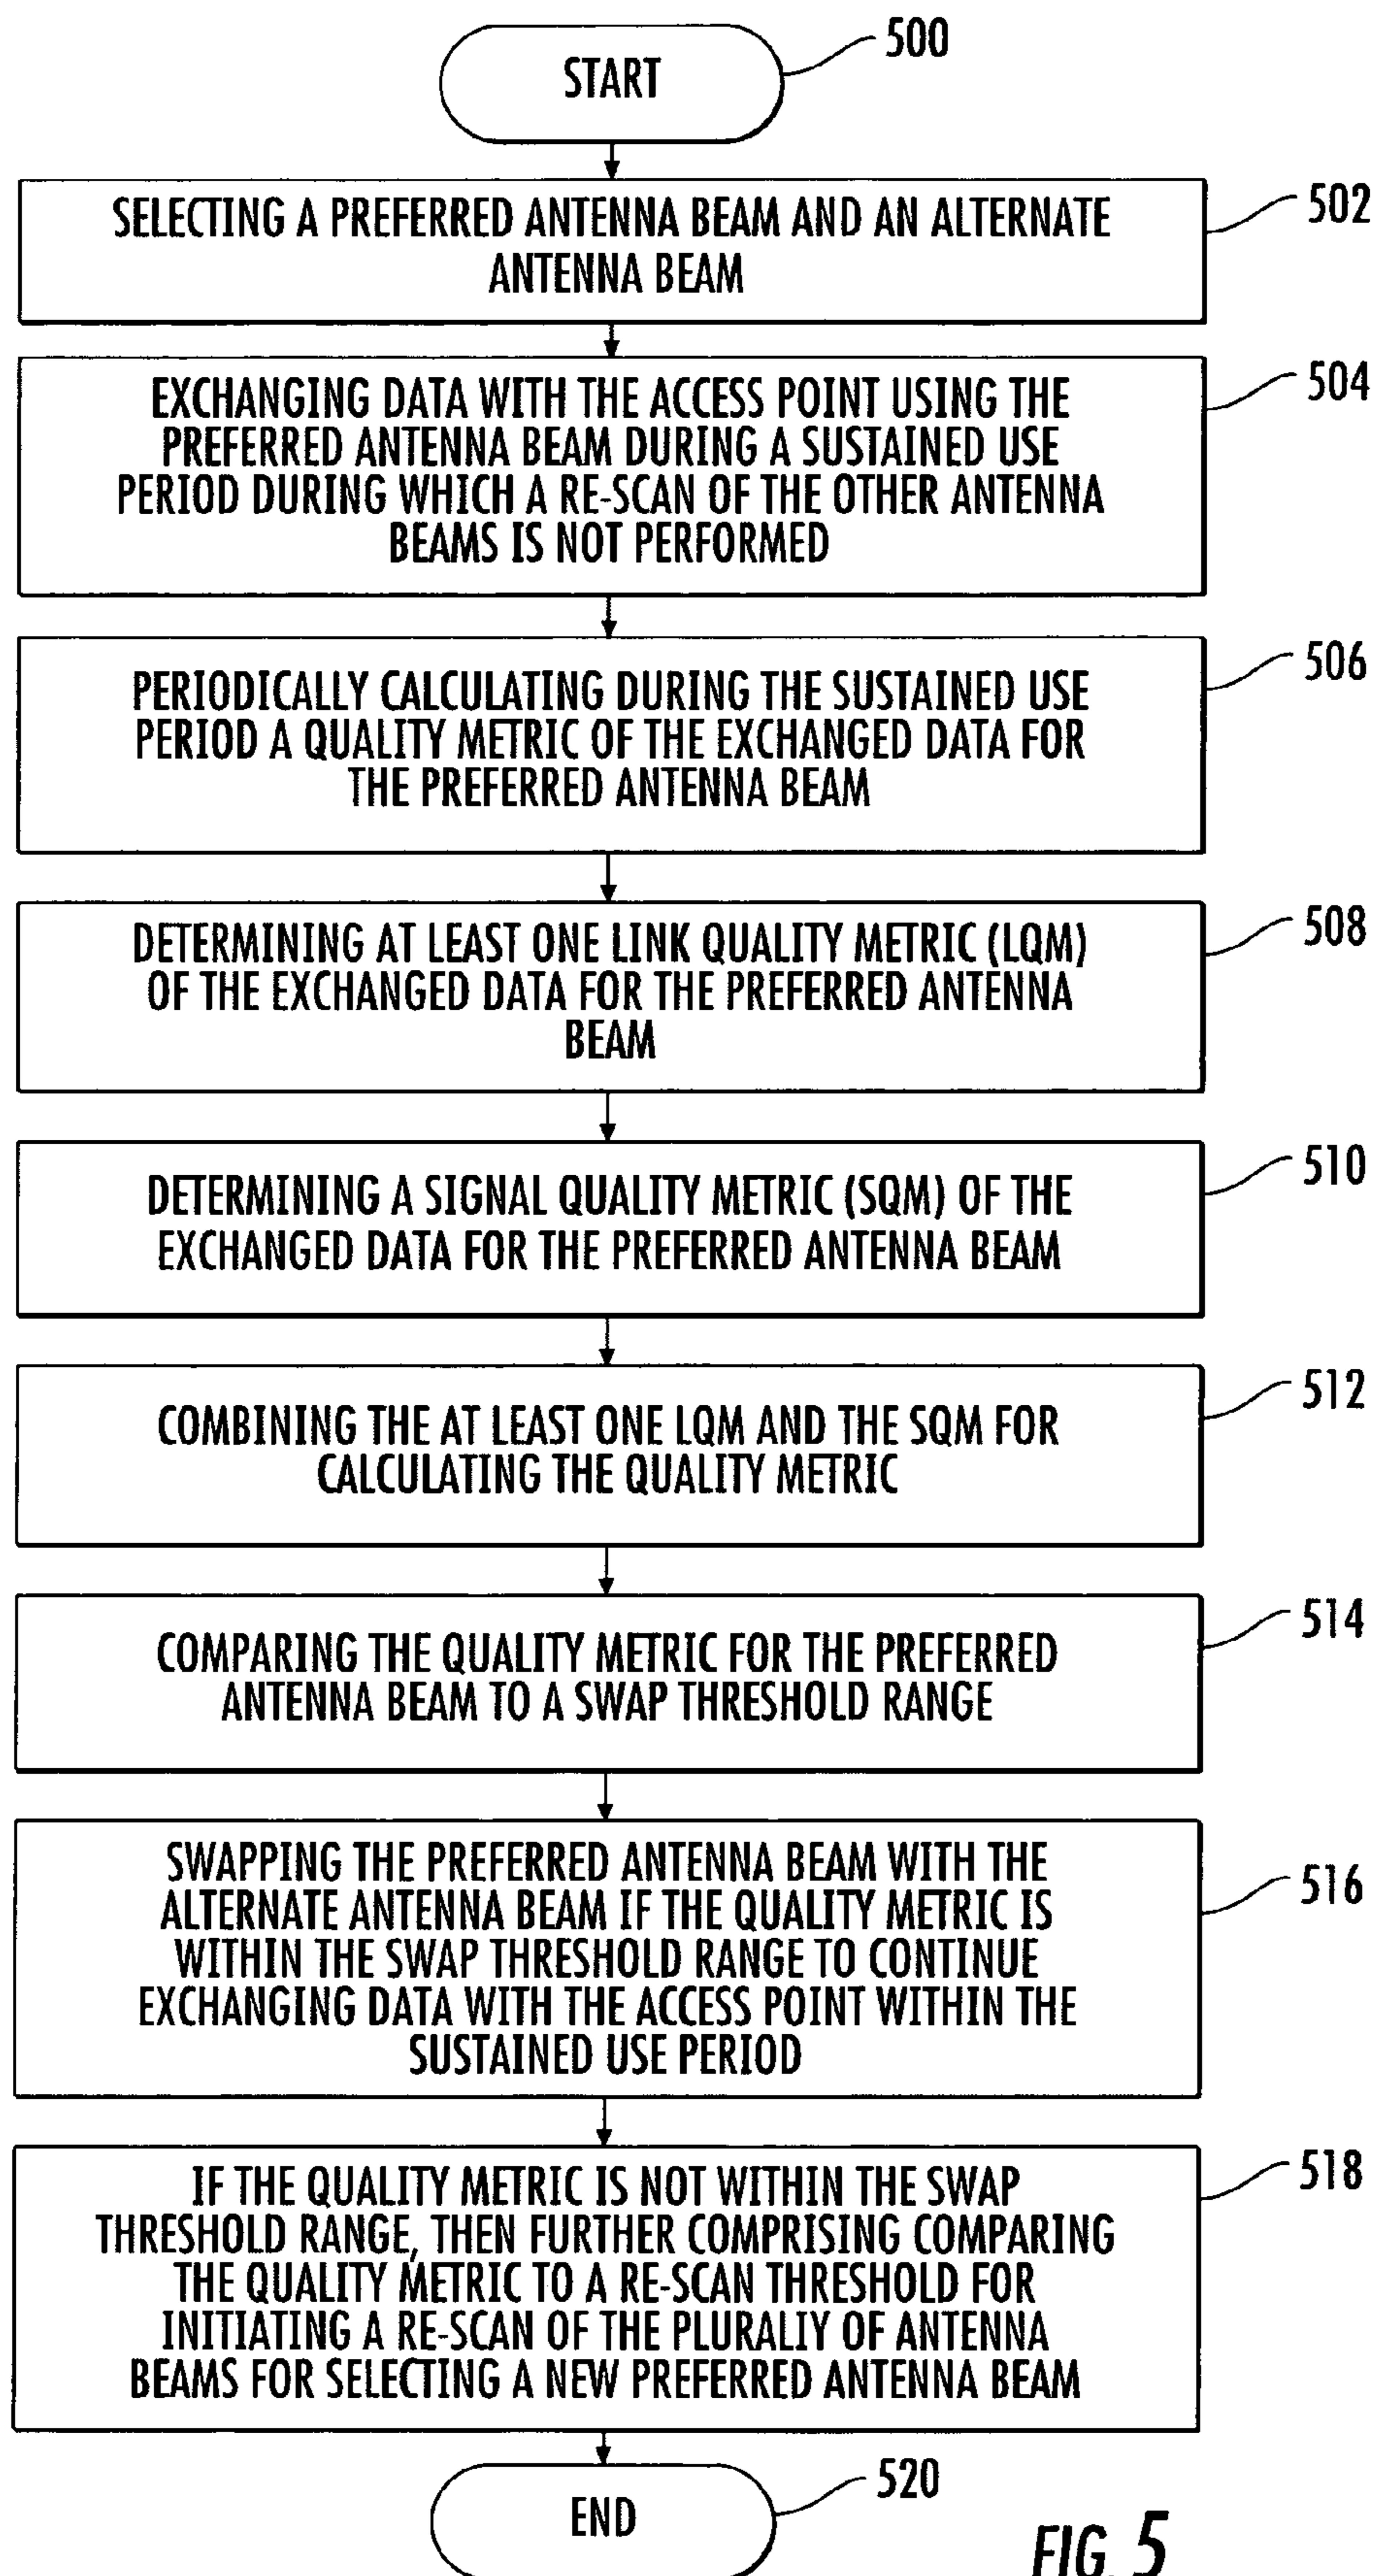 START
500
SELECTING A PREFERRED ANTENNA BEAM AND AN ALTERNATE
ANTENNA BEAM
502
EXCHANGING DATA WITH THE ACCESS POINT USING THE
PREFERRED ANTENNA BEAM DURING A SUSTAINED USE
PERIOD DURING WHICH A RE-SCAN OF THE OTHER ANTENNA
BEAMS IS NOT PERFORMED
504
PERIODICALLY CALCULATING DURING THE SUSTAINED USE
PERIOD A QUALITY METRIC OF THE EXCHANGED DATA FOR
THE PREFERRED ANTENNA BEAM
506
DETERMINING AT LEAST ONE LINK QUALITY METRIC (LQM)
OF THE EXCHANGED DATA FOR THE PREFERRED ANTENNA
BEAM
508
DETERMINING A SIGNAL QUALITY METRIC (SQM) OF THE
EXCHANGED DATA FOR THE PREFERRED ANTENNA BEAM
510
COMBINING THE AT LEAST ONE LQM AND THE SQM FOR
CALCULATING THE QUALITY METRIC
512
COMPARING THE QUALITY METRIC FOR THE PREFERRED
ANTENNA BEAM TO A SWAP THRESHOLD RANGE
514
SWAPPING THE PREFERRED ANTENNA BEAM WITH THE
ALTERNATE ANTENNA BEAM IF THE QUALITY METRIC IS
WITHIN THE SWAP THRESHOLD RANGE TO CONTINUE
EXCHANGING DATA WITH THE ACCESS POINT WITHIN THE
SUSTAINED USE PERIOD
516
IF THE QUALITY METRIC IS NOT WITHIN THE SWAP
THRESHOLD RANGE, THEN FURTHER COMPRISING COMPARING
THE QUALITY METRIC TO A RE-SCAN THRESHOLD FOR
INITIATING A RE-SCAN OF THE PLURALIY OF ANTENNA
BEAMS FOR SELECTING A NEW PREFERRED ANTENNA BEAM
518
END
520
FIG. 5